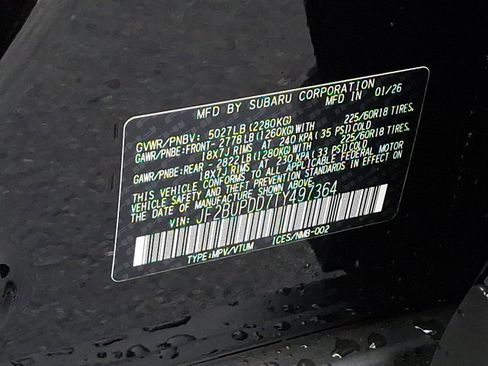 MFD BY SUBARU CORPORATION
MFD IN 01/26
GVWR/PNBV: 5027LB(2280KG)
GAWR/PNBE:FRONT-2778LB(1260KG)WITH 225/60R18 TIRES,
18X7J RIMS AT 240 KPA(35 PSI)COLD
GAWR/PNBE:REAR -2822LB(1280KG)WITH 225/60R18 TIRES,
18X7J RIMS AT 230 KPA(33 PSI)COLD
THIS VEHICLE CONFORMS TO ALL APPLICABLE FEDERAL MOTOR
VEHICLE SAFETY STANDARDS IN EFFECT ON
THE DATE OF MANUFACTURE SHOWN ABOVE.
VIN: JF2BUPDD7TY497364
TYPE:MPV/VTUM ICES/NMB-002